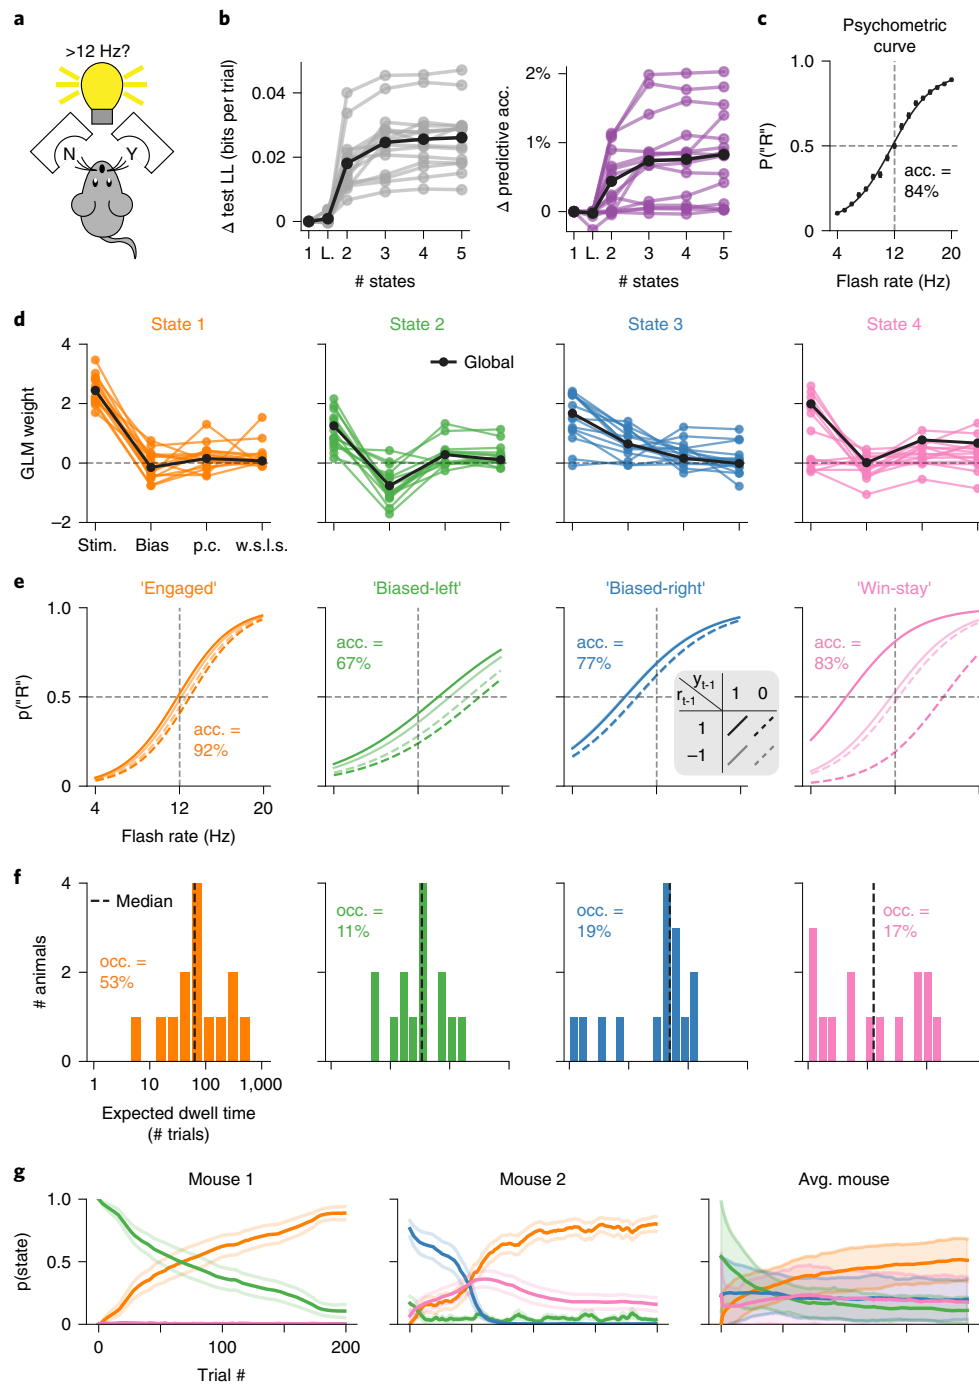 a
>12 Hz?
N Y
b
Δ test LL (bits per trial)
0.04
0.02
0
1 L. 2 3 4 5
# states
Δ predictive acc.
2%
1%
0
1 L. 2 3 4 5
# states
c
Psychometric
curve
P("R")
1.0
0.5
0
acc. =
84%
4 12 20
Flash rate (Hz)
d
State 1
State 2
State 3
State 4
GLM weight
4
2
0
−2
Global
Stim. Bias p.c. w.s.l.s.
e
'Engaged'
'Biased-left'
'Biased-right'
'Win-stay'
p("R")
1.0
0.5
0
acc. =
92%
4 12 20
Flash rate (Hz)
acc. =
67%
acc. =
77%
yt-1
rt-1
1 0
1
−1
acc. =
83%
f
# animals
4
2
0
Median
occ. =
53%
1 10 100 1,000
Expected dwell time
(# trials)
occ. =
11%
occ. =
19%
occ. =
17%
g
Mouse 1
Mouse 2
Avg. mouse
p(state)
1.0
0.5
0
0 100 200
Trial #